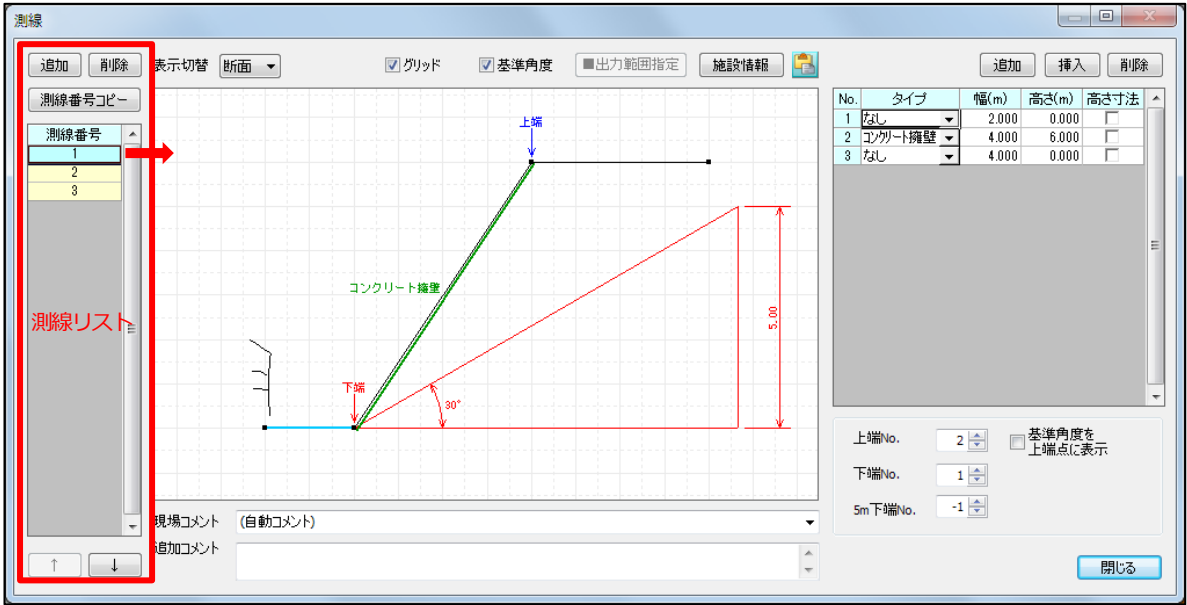 測線
追加 削除 表示切替 断面 グリッド 基準角度 ■出力範囲指定 施設情報 追加 挿入 削除
測線番号コピー
測線番号
1
2
3
測線リスト
上端
コンクリート擁壁
5.00
下端
30°
No. タイプ 幅(m) 高さ(m) 高さ寸法
1 なし 2.000 0.000
2 コンクリート擁壁 4.000 6.000
3 なし 4.000 0.000
上端No. 2 基準角度を
上端点に表示
下端No. 1
5m下端No. -1
現場コメント (自動コメント)
追加コメント
↑ ↓
閉じる